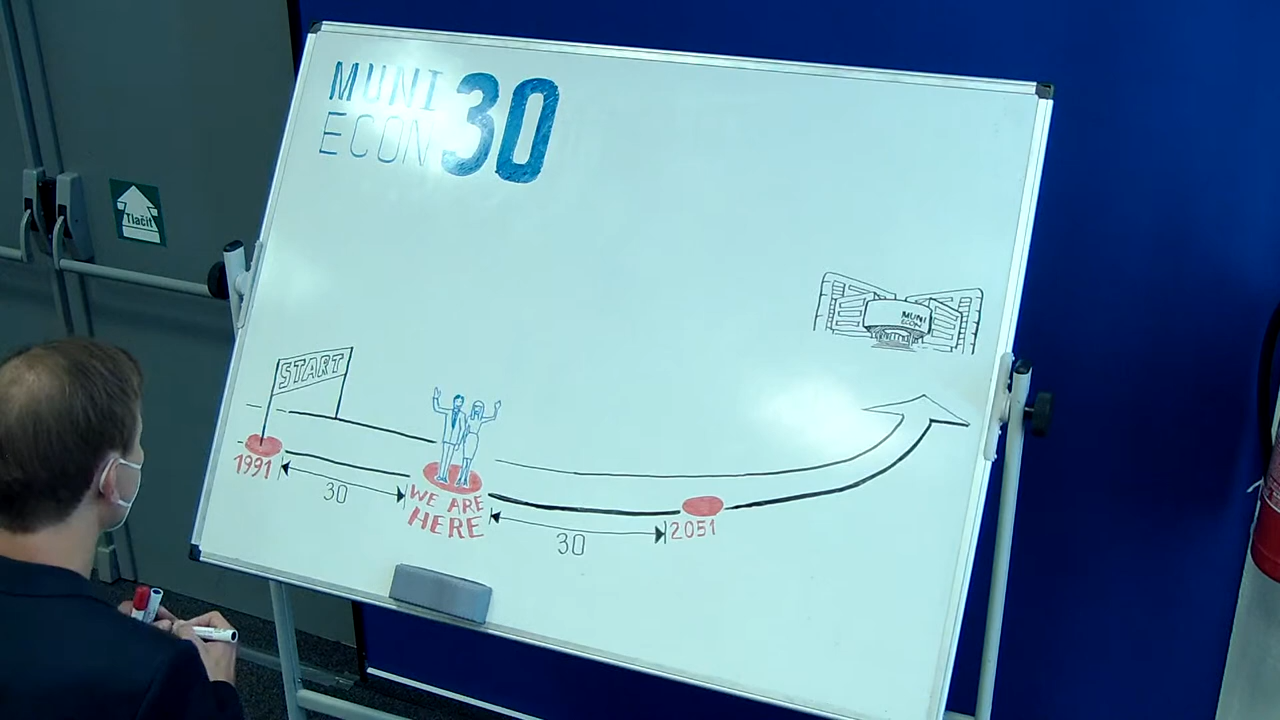 MUNI
ECON
30
Tlačit
MUNI
ECON
START
1991
30
WE ARE
HERE
30
2051